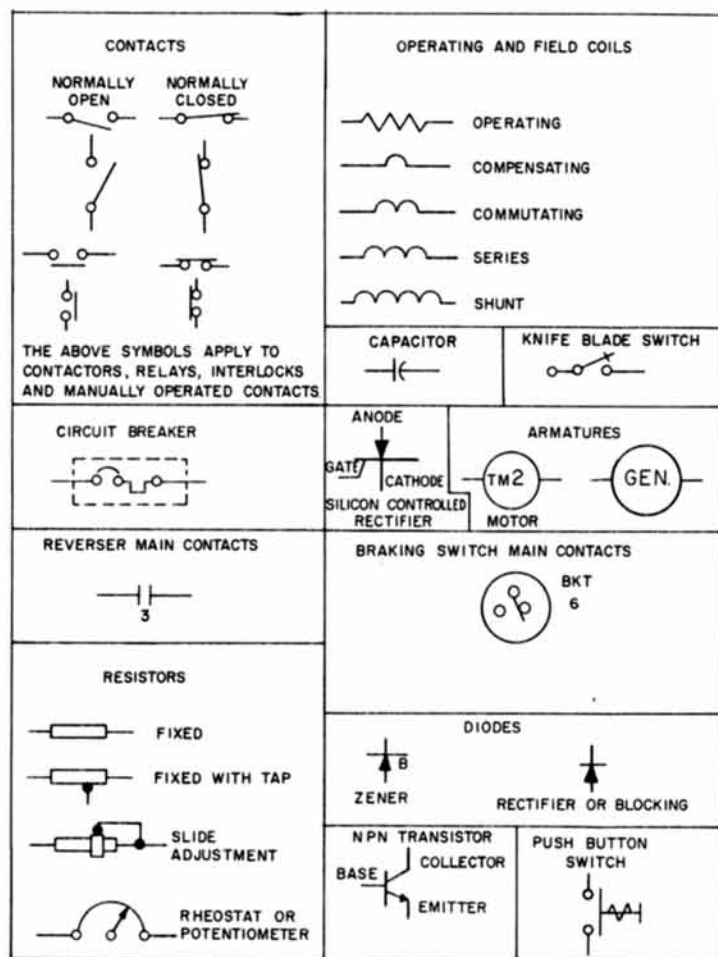 CONTACTS
NORMALLY
OPEN
NORMALLY
CLOSED
THE ABOVE SYMBOLS APPLY TO
CONTACTORS, RELAYS, INTERLOCKS
AND MANUALLY OPERATED CONTACTS.
OPERATING AND FIELD COILS
OPERATING
COMPENSATING
COMMUTATING
SERIES
SHUNT
CAPACITOR
KNIFE BLADE SWITCH
CIRCUIT BREAKER
ANODE
GATE
CATHODE
SILICON CONTROLLED
RECTIFIER
ARMATURES
TM2
GEN.
MOTOR
REVERSER MAIN CONTACTS
3
BRAKING SWITCH MAIN CONTACTS
BKT
6
RESISTORS
FIXED
FIXED WITH TAP
SLIDE
ADJUSTMENT
RHEOSTAT OR
POTENTIOMETER
DIODES
B
ZENER
RECTIFIER OR BLOCKING
NPN TRANSISTOR
COLLECTOR
BASE
EMITTER
PUSH BUTTON
SWITCH